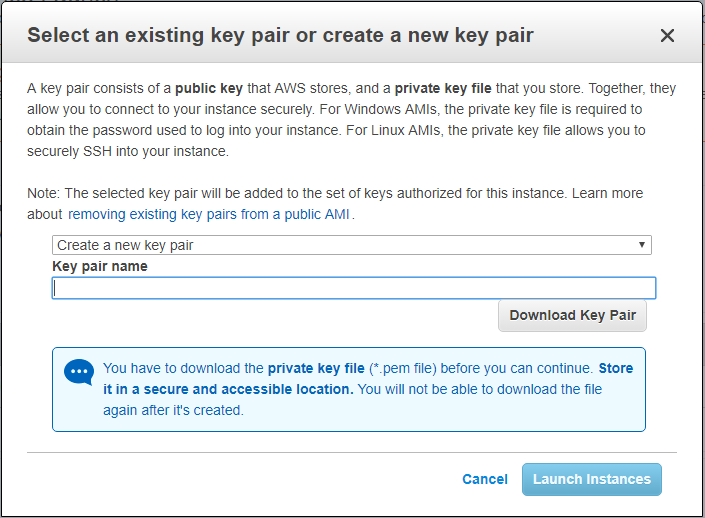 Select an existing key pair or create a new key pair
A key pair consists of a public key that AWS stores, and a private key file that you store. Together, they
allow you to connect to your instance securely. For Windows AMIs, the private key file is required to
obtain the password used to log into your instance. For Linux AMIs, the private key file allows you to
securely SSH into your instance.
Note: The selected key pair will be added to the set of keys authorized for this instance. Learn more
about removing existing key pairs from a public AMI.
Create a new key pair
Key pair name
Download Key Pair
You have to download the private key file (*.pem file) before you can continue. Store
it in a secure and accessible location. You will not be able to download the file
again after it's created.
Cancel
Launch Instances